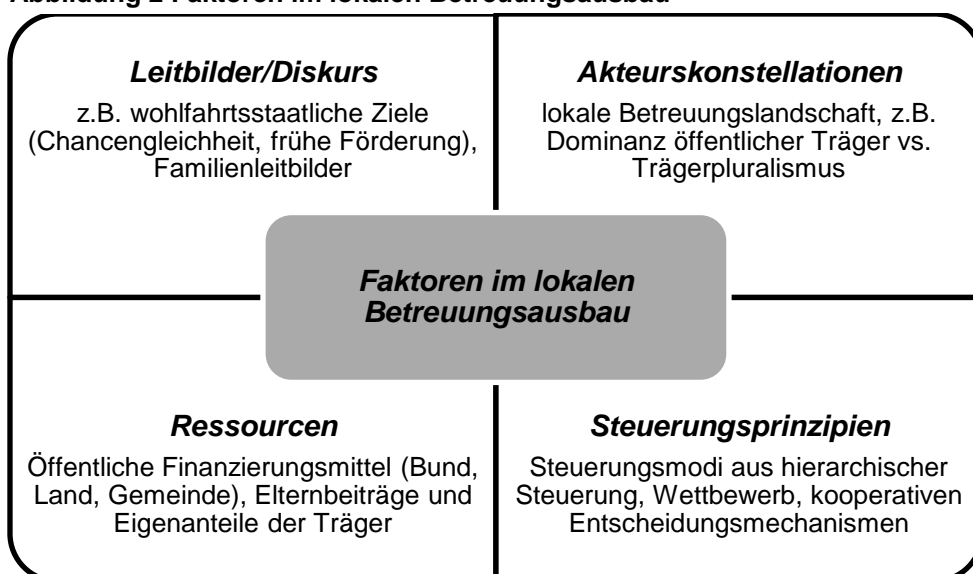 Abbildung 2 Faktoren im lokalen Betreuungsausbau
Leitbilder/Diskurs
z.B. wohlfahrtsstaatliche Ziele
(Chancengleichheit, frühe Förderung),
Familienleitbilder
Akteurskonstellationen
lokale Betreuungslandschaft, z.B.
Dominanz öffentlicher Träger vs.
Trägerpluralismus
Faktoren im lokalen
Betreuungsausbau
Ressourcen
Öffentliche Finanzierungsmittel (Bund,
Land, Gemeinde), Elternbeiträge und
Eigenanteile der Träger
Steuerungsprinzipien
Steuerungsmodi aus hierarchischer
Steuerung, Wettbewerb, kooperativen
Entscheidungsmechanismen